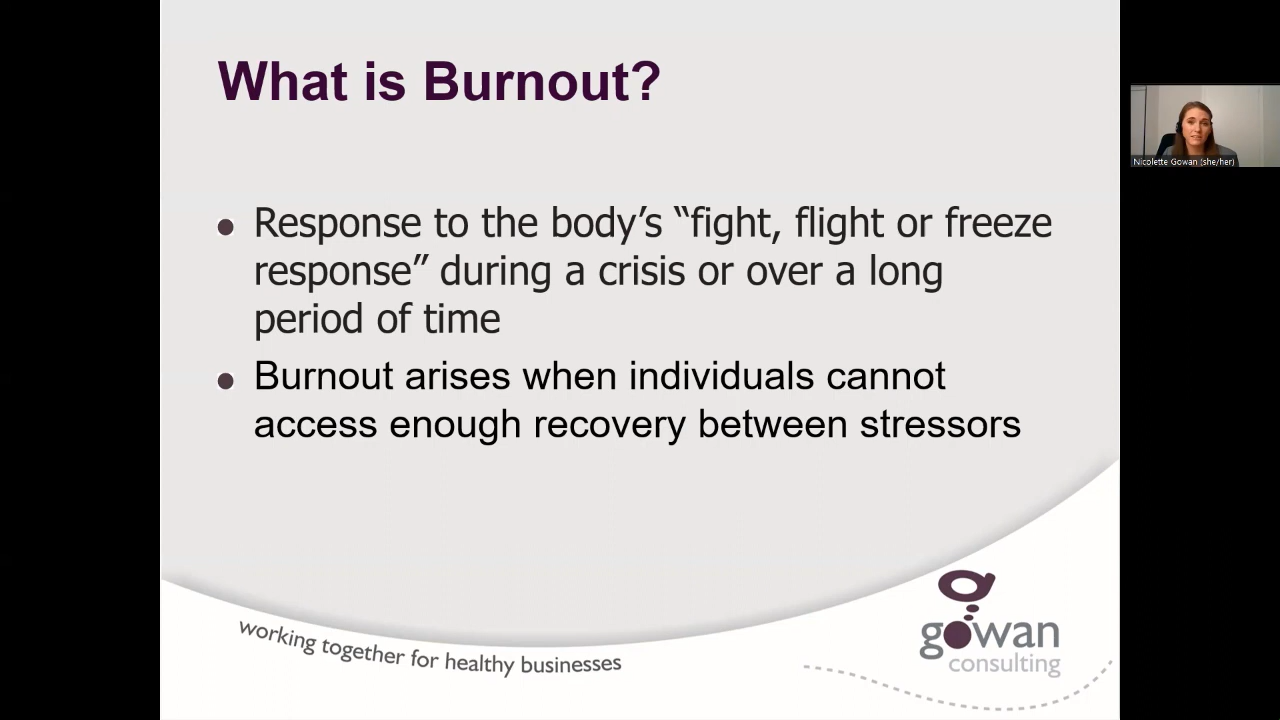 What is Burnout?
Response to the body’s “fight, flight or freeze
response” during a crisis or over a long
period of time
Burnout arises when individuals cannot
access enough recovery between stressors
Nicolette Gowan (she/her)
working together for healthy businesses
gowan
consulting